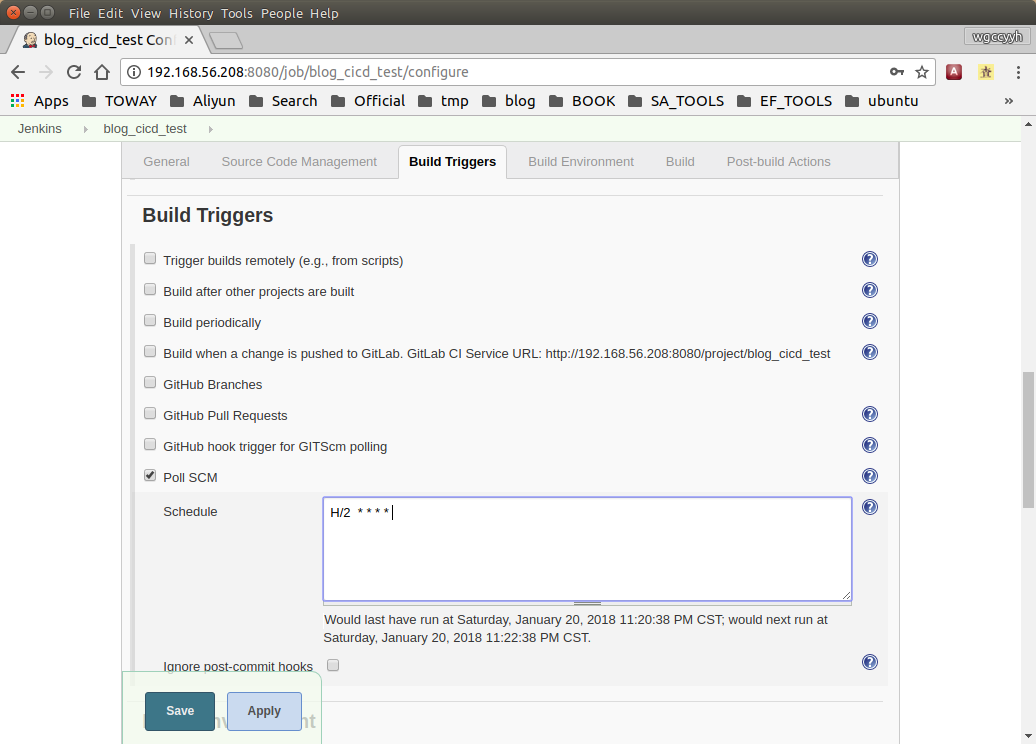 File Edit View History Tools People Help
blog_cicd_test Con
wgccyyh
192.168.56.208:8080/job/blog_cicd_test/configure
Apps TOWAY Aliyun Search Official tmp blog BOOK SA_TOOLS EF_TOOLS ubuntu »
Jenkins blog_cicd_test
General Source Code Management Build Triggers Build Environment Build Post-build Actions
Build Triggers
Trigger builds remotely (e.g., from scripts)
Build after other projects are built
Build periodically
Build when a change is pushed to GitLab. GitLab CI Service URL: http://192.168.56.208:8080/project/blog_cicd_test
GitHub Branches
GitHub Pull Requests
GitHub hook trigger for GITScm polling
Poll SCM
Schedule
H/2 * * * *
Would last have run at Saturday, January 20, 2018 11:20:38 PM CST; would next run at
Saturday, January 20, 2018 11:22:38 PM CST.
Ignore post-commit hooks
Save Apply